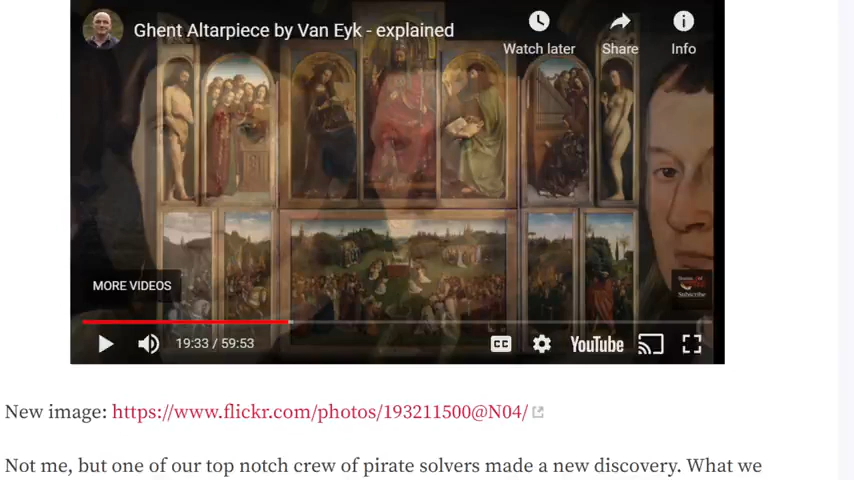 Ghent Altarpiece by Van Eyk - explained
Watch later
Share
Info
MORE VIDEOS
Subscribe
19:33 / 59:53
CC
YouTube
New image: https://www.flickr.com/photos/193211500@N04/
Not me, but one of our top notch crew of pirate solvers made a new discovery. What we